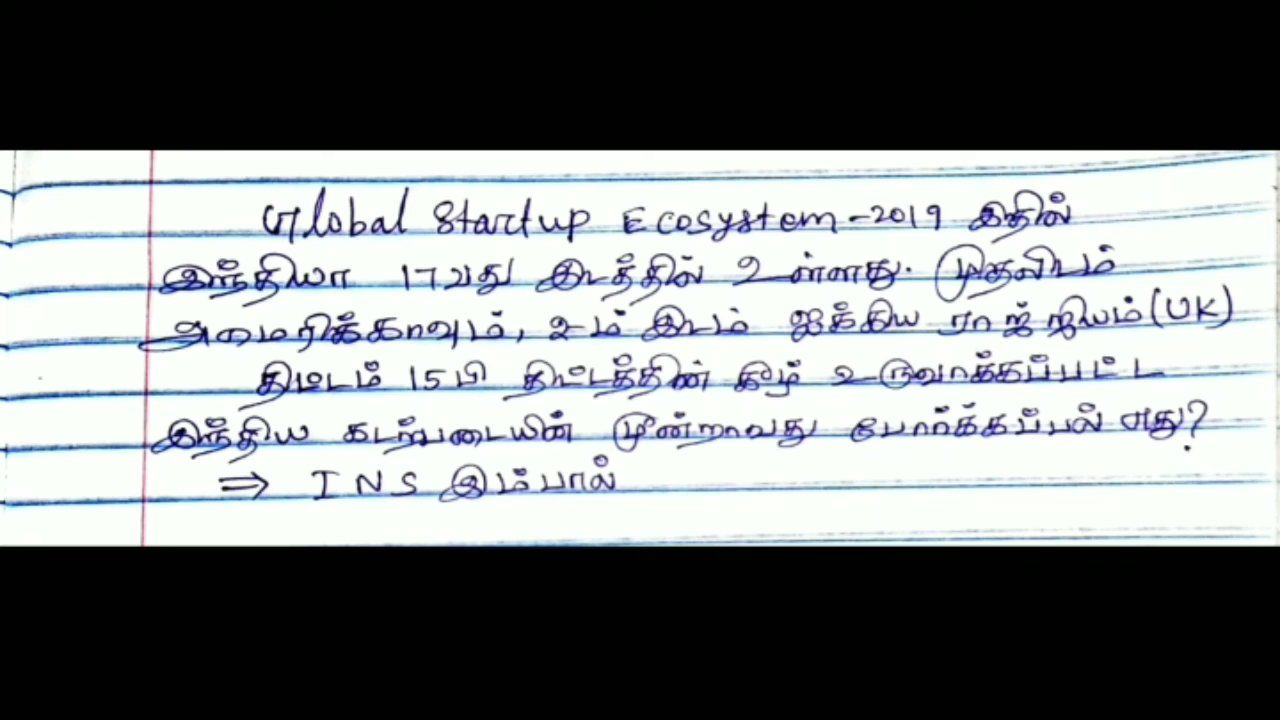 Global Startup Ecosystem - 2019 இதில்
இந்தியா 17வது இடத்தில் உள்ளது. முதலிடம்
அமெரிக்காவும், 2ம் இடம் ஐக்கிய ராஜ்ஜியம் (UK)
திட்டம் 15 பி திட்டத்தின் கீழ் உருவாக்கப்பட்ட
இந்திய கடற்படையின் மூன்றாவது போர்க்கப்பல் எது?
⇒ INS இம்பால்